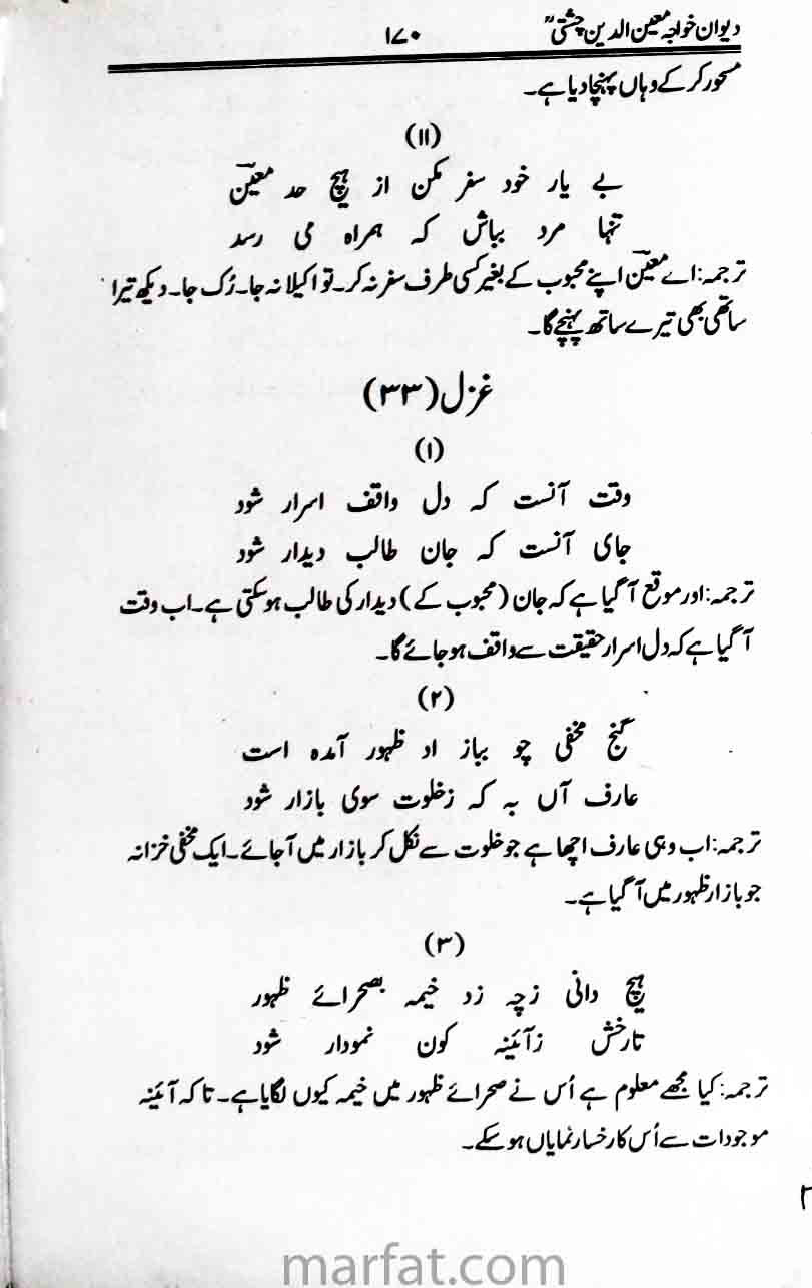 دیوان خواجہ معین الدین چشتیؒ ۱۷۰
مسحور کر کے وہاں پہنچا دیا ہے۔
(۱۱)
بے یار خود سفر مکن از ہیچ حد معینؔ
تنہا مرد بباش کہ ہمراہ می رسد
ترجمہ: اے معینؔ اپنے محبوب کے بغیر کسی طرف سفر نہ کر۔ تو اکیلا نہ جا۔ رُک جا۔ دیکھ تیرا
ساتھی بھی تیرے ساتھ پہنچے گا۔
غزل (۳۳)
(۱)
وقت آنست کہ دل واقف اسرار شود
جای آنست کہ جان طالب دیدار شود
ترجمہ: اور موقع آ گیا ہے کہ جان (محبوب کے) دیدار کی طالب ہو سکتی ہے۔ اب وقت
آ گیا ہے کہ دل اسرار حقیقت سے واقف ہو جائے گا۔
(۲)
گنج مخفی چو بباز اد ظہور آمدہ است
عارف آں بہ کہ زخلوت سوی بازار شود
ترجمہ: اب وہی عارف اچھا ہے جو خلوت سے نکل کر بازار میں آ جائے۔ ایک مخفی خزانہ
جو بازار ظہور میں آ گیا ہے۔
(۳)
ہیچ دانی زچہ زد خیمہ بصحرائے ظہور
تارخش زآئینہ کون نمودار شود
ترجمہ: کیا مجھے معلوم ہے اُس نے صحرائے ظہور میں خیمہ کیوں لگایا ہے۔ تا کہ آئینہ
موجودات سے اُس کا رخسار نمایاں ہو سکے۔
۲
marfat.com